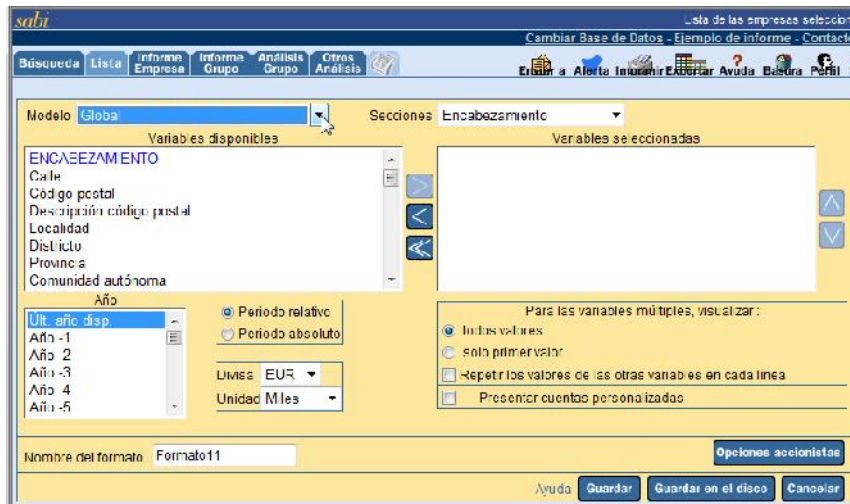 sabi
Lista de las empresas seleccion
Cambiar Base de Datos - Ejemplo de informe - Contacto
Búsqueda Lista Informe Empresa Informe Grupo Análisis Grupo Otros Análisis
Enviar a Alerta Imprimir Exportar Ayuda Basura Perfil
Modelo Global Secciones Encabezamiento
Variables disponibles Variables seleccionadas
ENCABEZAMIENTO
Calle
Código postal
Descripción código postal
Localidad
Districto
Provincia
Comunidad autónoma
Año
Últ. año disp.
Año -1
Año -2
Año -3
Año -4
Año -5
Periodo relativo
Periodo absoluto
Divisa EUR
Unidad Miles
Para las variables múltiples, visualizar :
todos valores
solo primer valor
Repetir los valores de las otras variables en cada línea
Presentar cuentas personalizadas
Nombre del formato Formato11
Opciones accionistas
Ayuda Guardar Guardar en el disco Cancelar